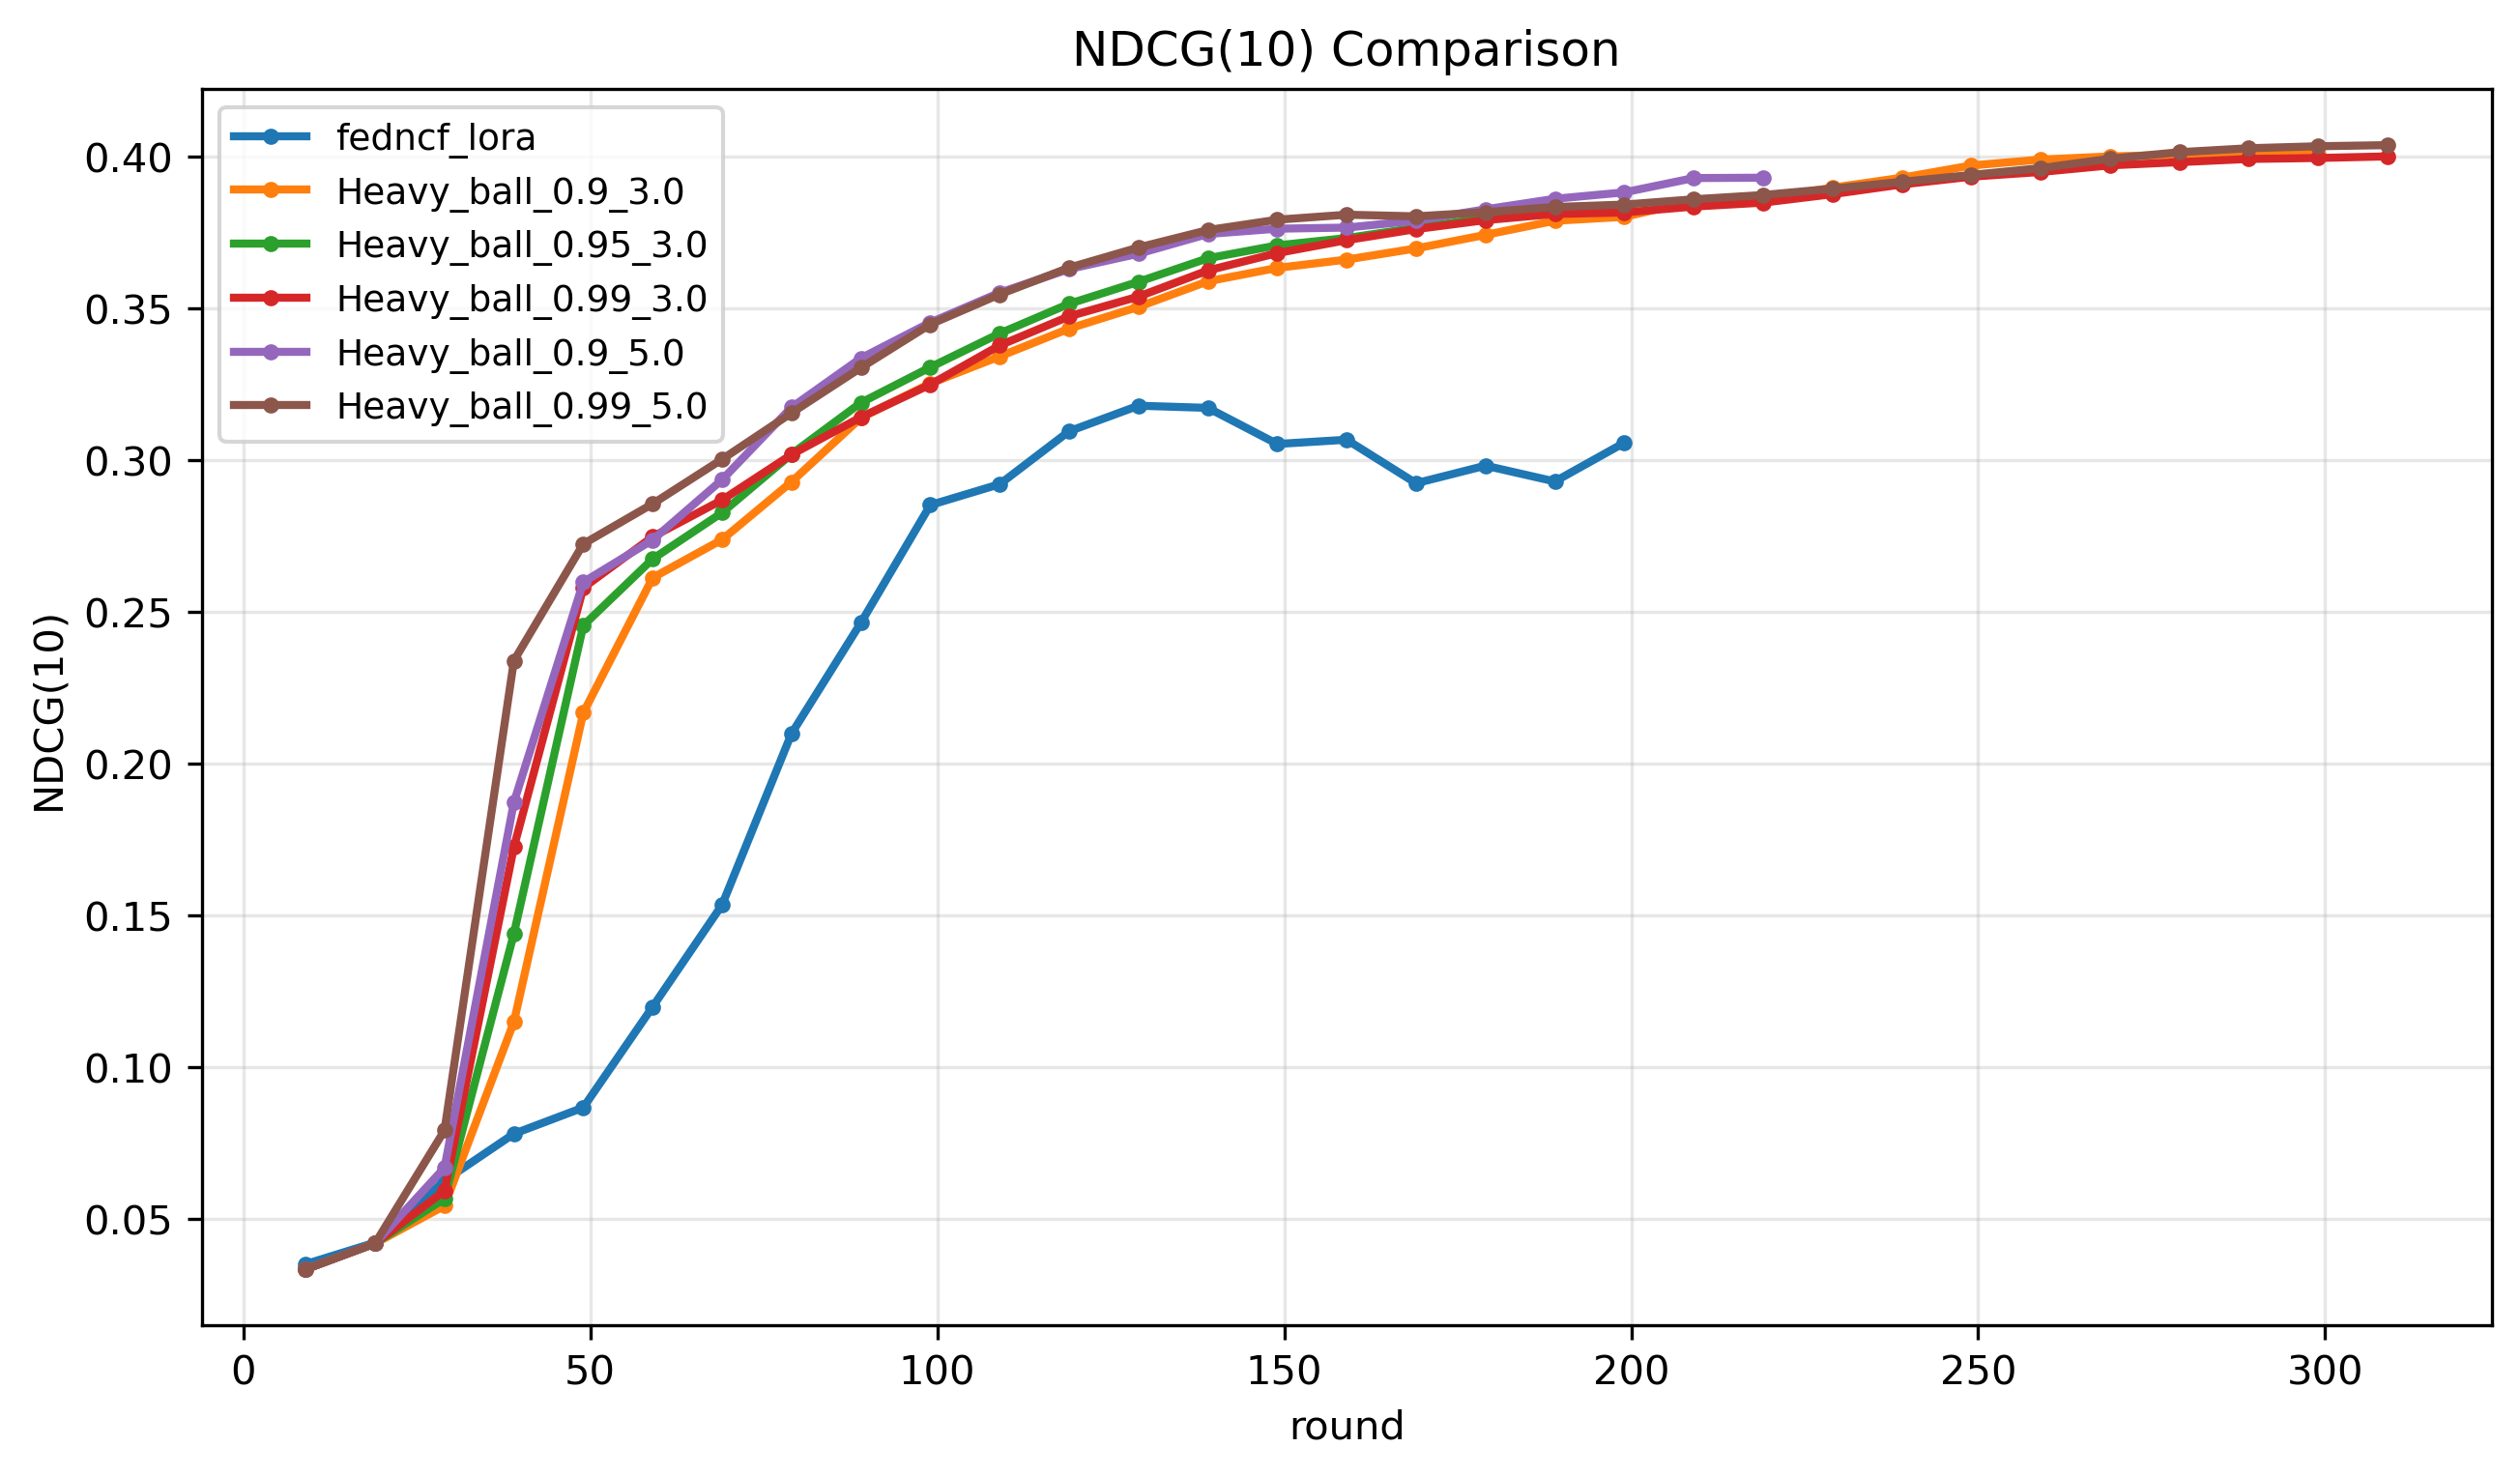 NDCG(10) Comparison
fedncf_lora
Heavy_ball_0.9_3.0
Heavy_ball_0.95_3.0
Heavy_ball_0.99_3.0
Heavy_ball_0.9_5.0
Heavy_ball_0.99_5.0
NDCG(10)
0.40
0.35
0.30
0.25
0.20
0.15
0.10
0.05
0
50
100
150
200
250
300
round